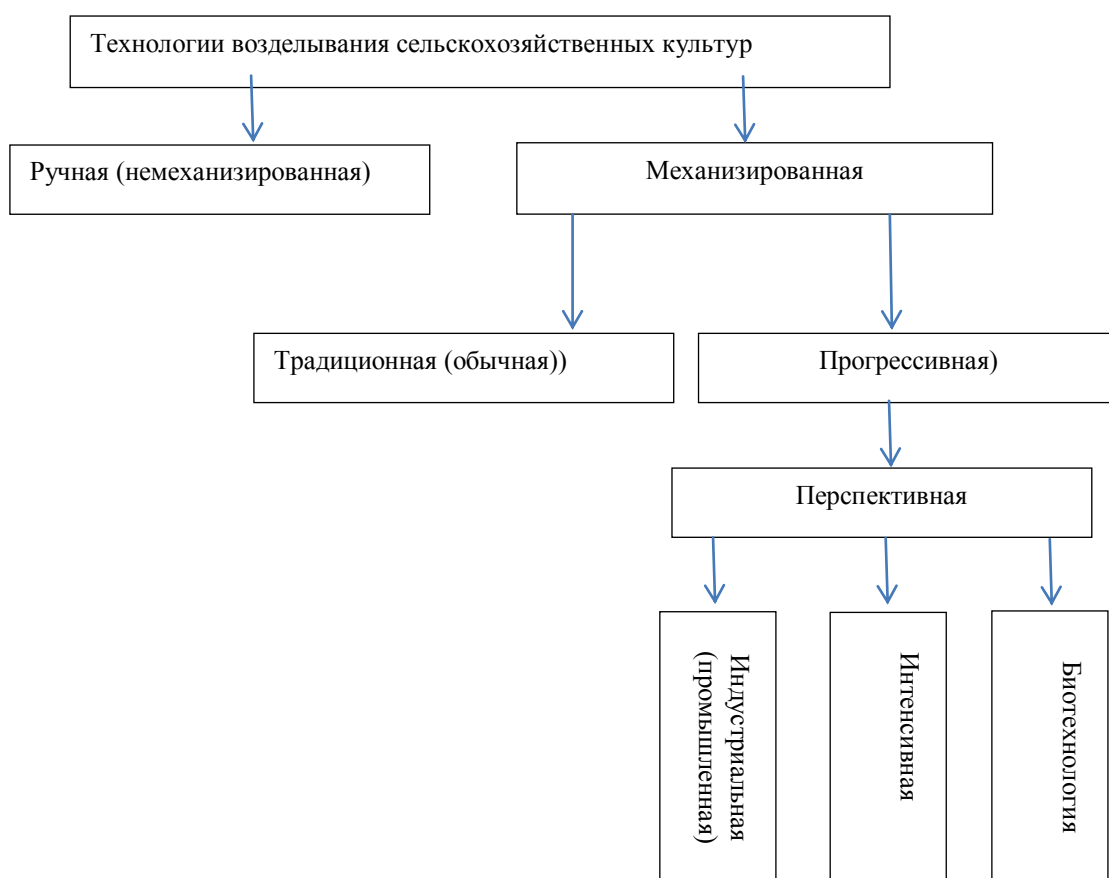 Технологии возделывания сельскохозяйственных культур
Ручная (немеханизированная)
Механизированная
Традиционная (обычная))
Прогрессивная)
Перспективная
Индустриальная
(промышленная)
Интенсивная
Биотехнология